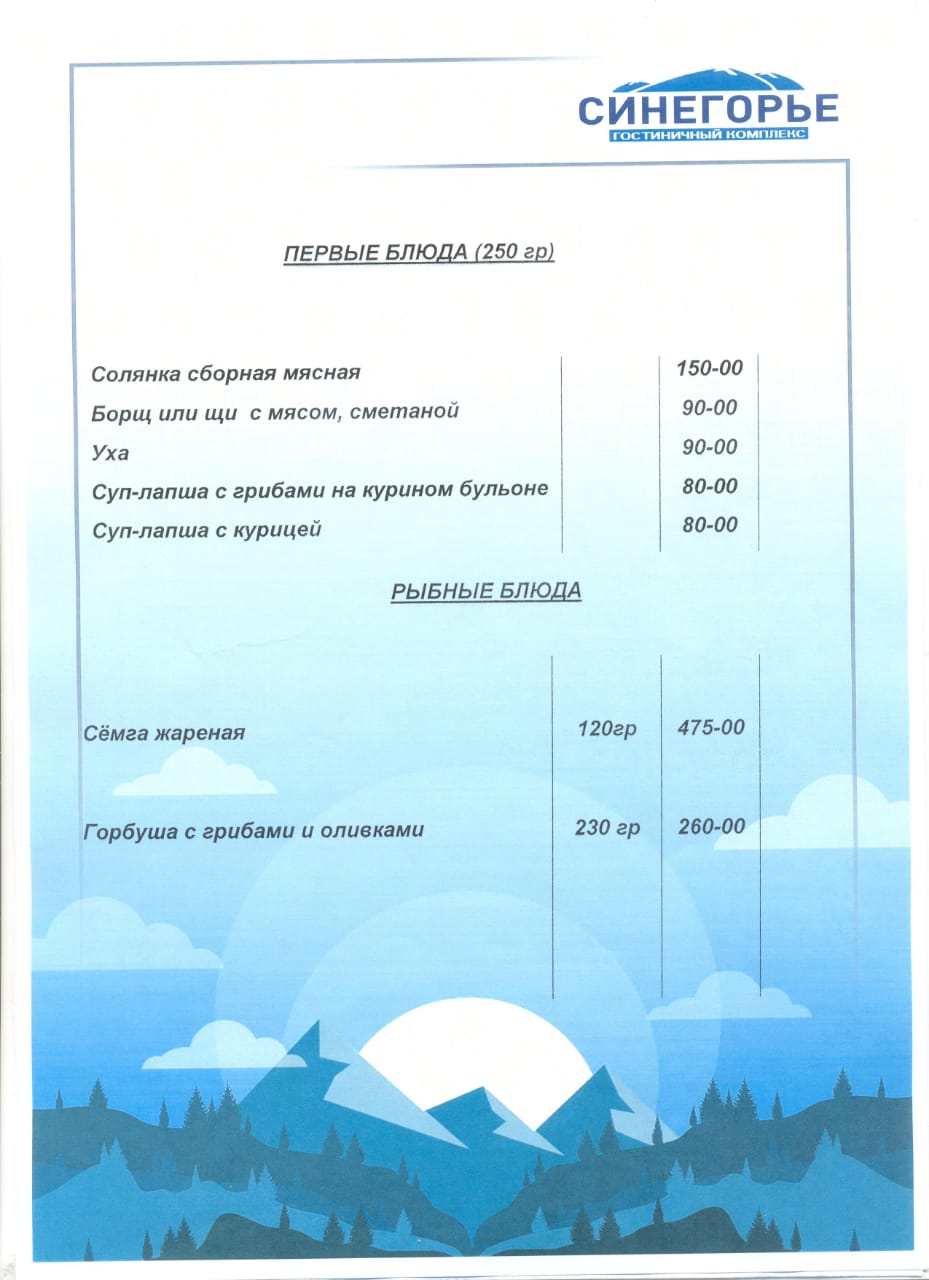 СИНЕГОРЬЕ
ГОСТИНИЧНЫЙ КОМПЛЕКС
ПЕРВЫЕ БЛЮДА (250 гр)
Солянка сборная мясная 150-00
Борщ или щи с мясом, сметаной 90-00
Уха 90-00
Суп-лапша с грибами на курином бульоне 80-00
Суп-лапша с курицей 80-00
РЫБНЫЕ БЛЮДА
Сёмга жареная 120гр 475-00
Горбуша с грибами и оливками 230 гр 260-00